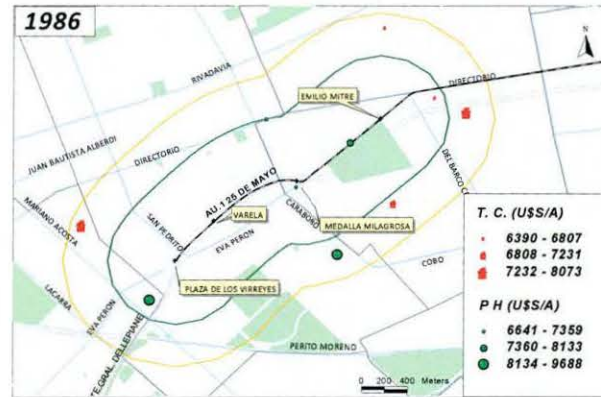 1986
RIVADAVIA
DIRECTORIO
EMILIO MITRE
JUAN BAUTISTA ALBERDI
DIRECTORIO
AU. 1 25 DE MAYO
DEL BARCO C
MARIANO ACOSTA
SAN PEDRITO
VARELA
CARABOBO
MEDALLA MILAGROSA
EVA PERON
COBO
PLAZA DE LOS VIRREYES
LACARRA
EVA PERON
TE.GRAL. DELLEPIANE
PERITO MORENO
N
0 200 400 Meters
T. C. (U$S/A)
6390 - 6807
6808 - 7231
7232 - 8073
P H (U$S/A)
6641 - 7359
7360 - 8133
8134 - 9688